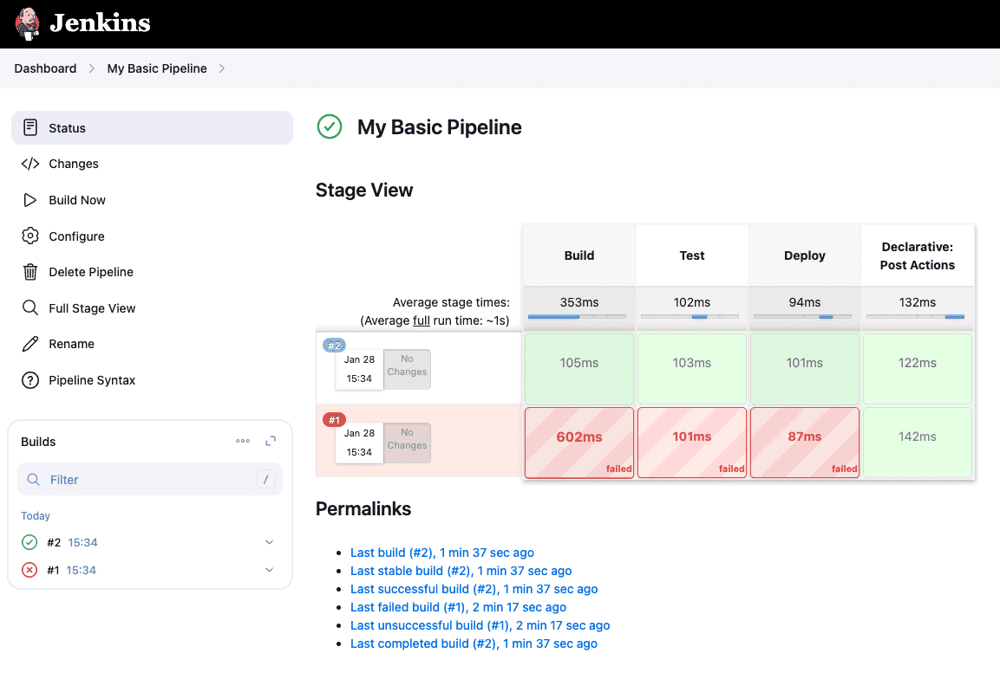 Jenkins
Dashboard
My Basic Pipeline
Status
Changes
Build Now
Configure
Delete Pipeline
Full Stage View
Rename
Pipeline Syntax
Builds
Filter /
Today
#2 15:34
#1 15:34
My Basic Pipeline
Stage View
Build
Test
Deploy
Declarative:
Post Actions
Average stage times:
(Average full run time: ~1s)
353ms
102ms
94ms
132ms
#2
Jan 28
15:34
No
Changes
105ms
103ms
101ms
122ms
#1
Jan 28
15:34
No
Changes
602ms
failed
101ms
failed
87ms
failed
142ms
Permalinks
Last build (#2), 1 min 37 sec ago
Last stable build (#2), 1 min 37 sec ago
Last successful build (#2), 1 min 37 sec ago
Last failed build (#1), 2 min 17 sec ago
Last unsuccessful build (#1), 2 min 17 sec ago
Last completed build (#2), 1 min 37 sec ago